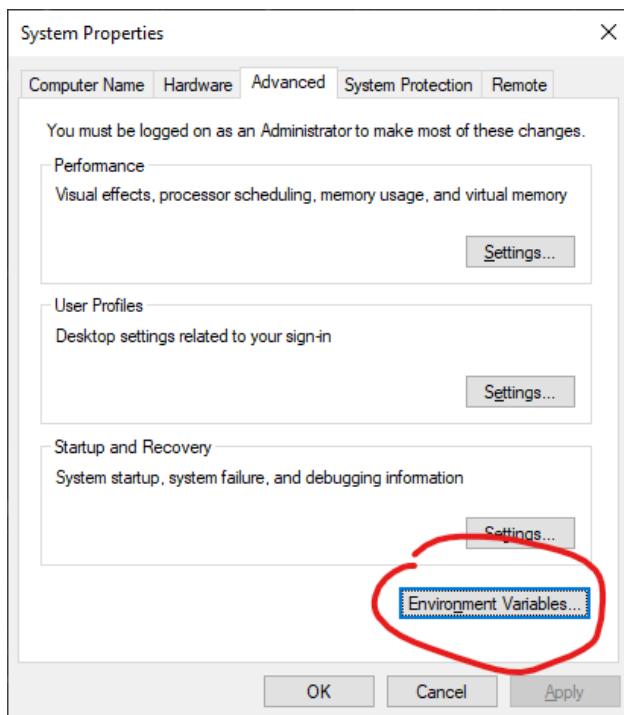 System Properties
Computer Name Hardware Advanced System Protection Remote
You must be logged on as an Administrator to make most of these changes.
Performance
Visual effects, processor scheduling, memory usage, and virtual memory
Settings...
User Profiles
Desktop settings related to your sign-in
Settings...
Startup and Recovery
System startup, system failure, and debugging information
Settings...
Environment Variables...
OK Cancel Apply